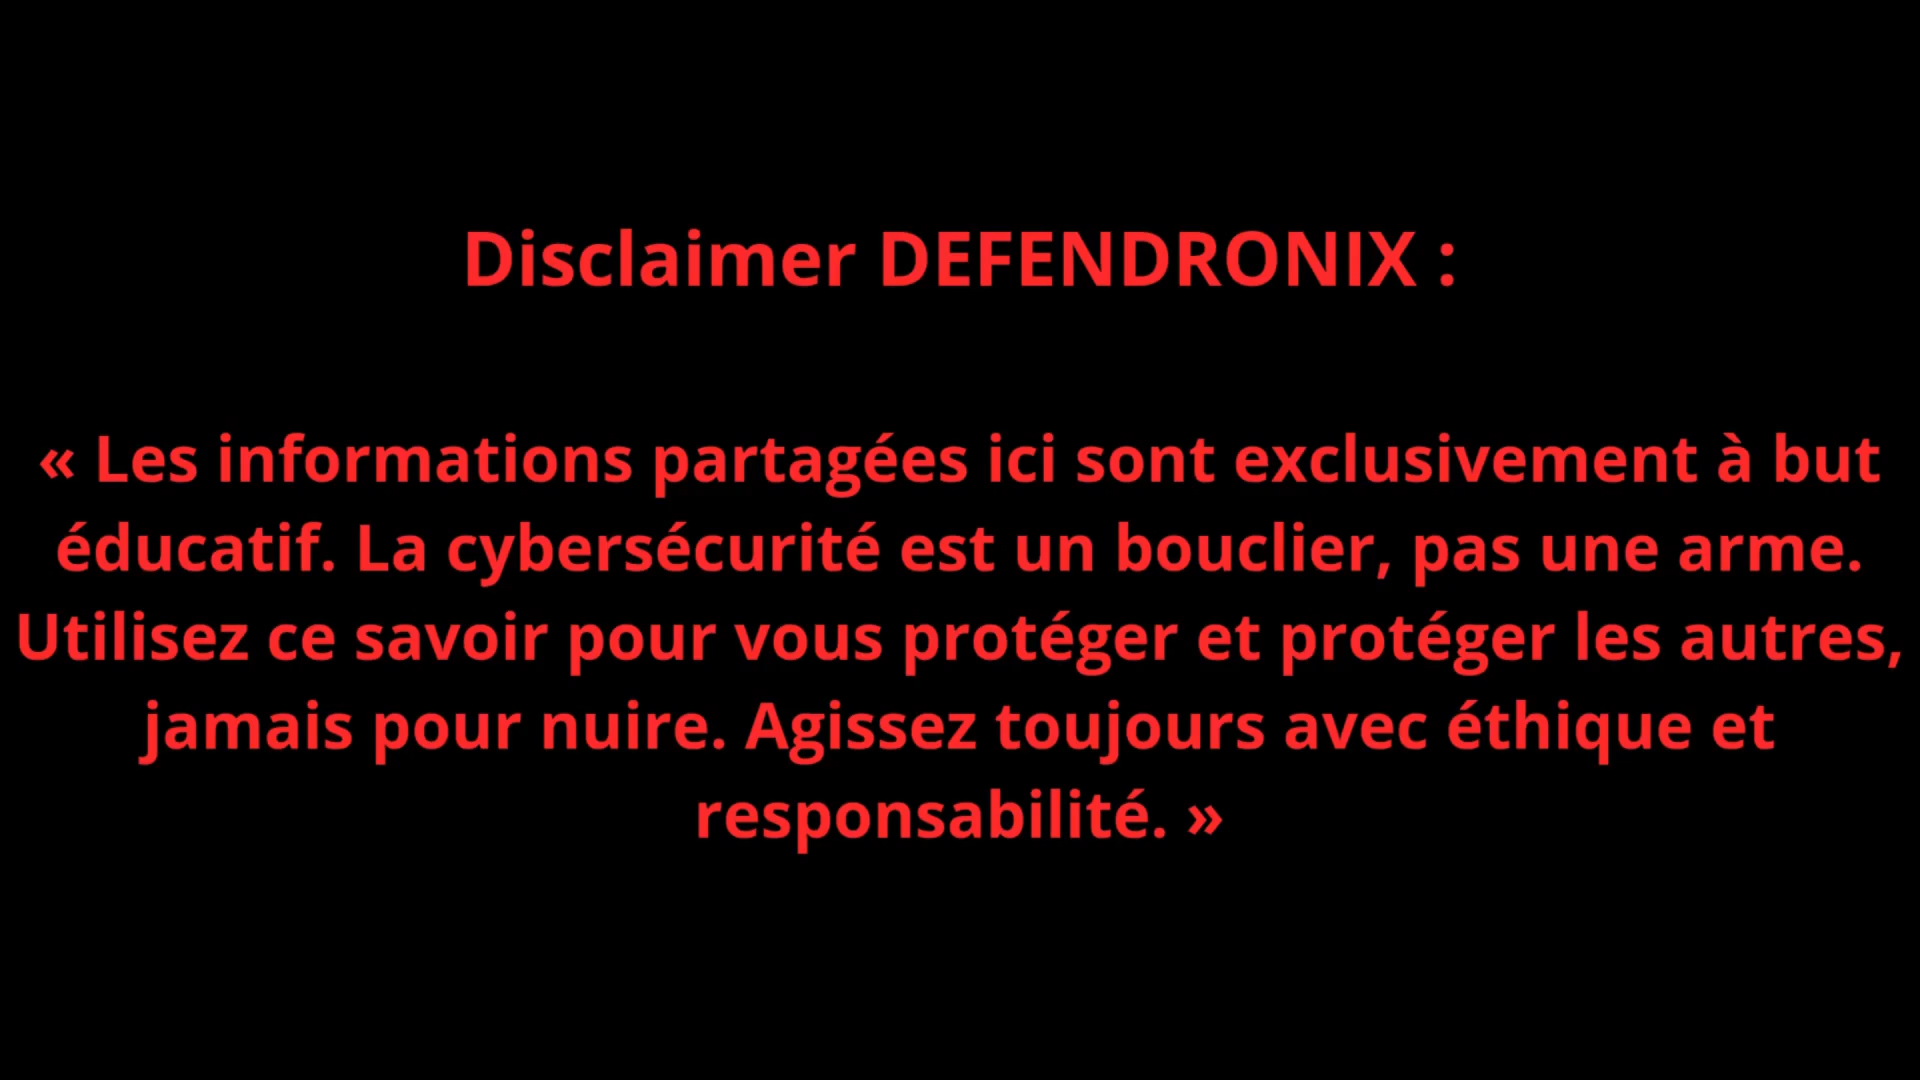 Disclaimer DEFENDRONIX :
« Les informations partagées ici sont exclusivement à but
éducatif. La cybersécurité est un bouclier, pas une arme.
Utilisez ce savoir pour vous protéger et protéger les autres,
jamais pour nuire. Agissez toujours avec éthique et
responsabilité. »